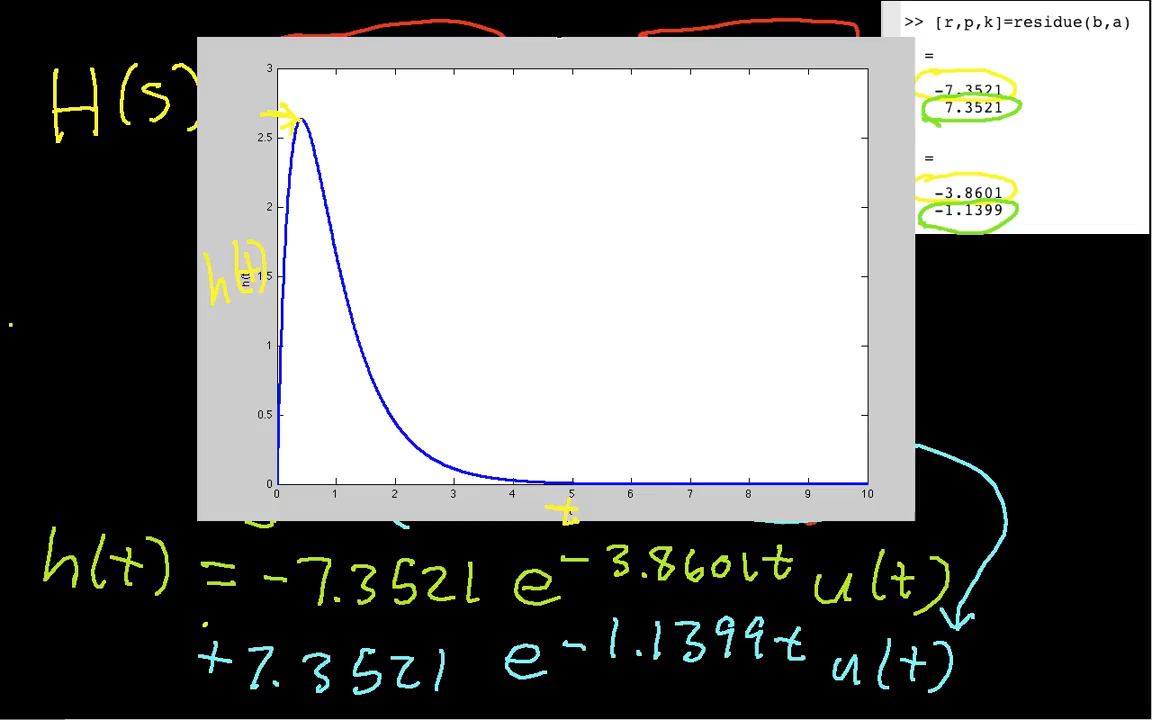 >> [r,p,k]=residue(b,a)
=
-7.3521
7.3521
=
-3.8601
-1.1399
H(s)
3
2.5
2
1.5
1
0.5
0
h(t)
0 1 2 3 4 5 6 7 8 9 10
t
h(t) = -7.3521 e^-3.8601t u(t)
+7.3521 e^-1.1399t u(t)